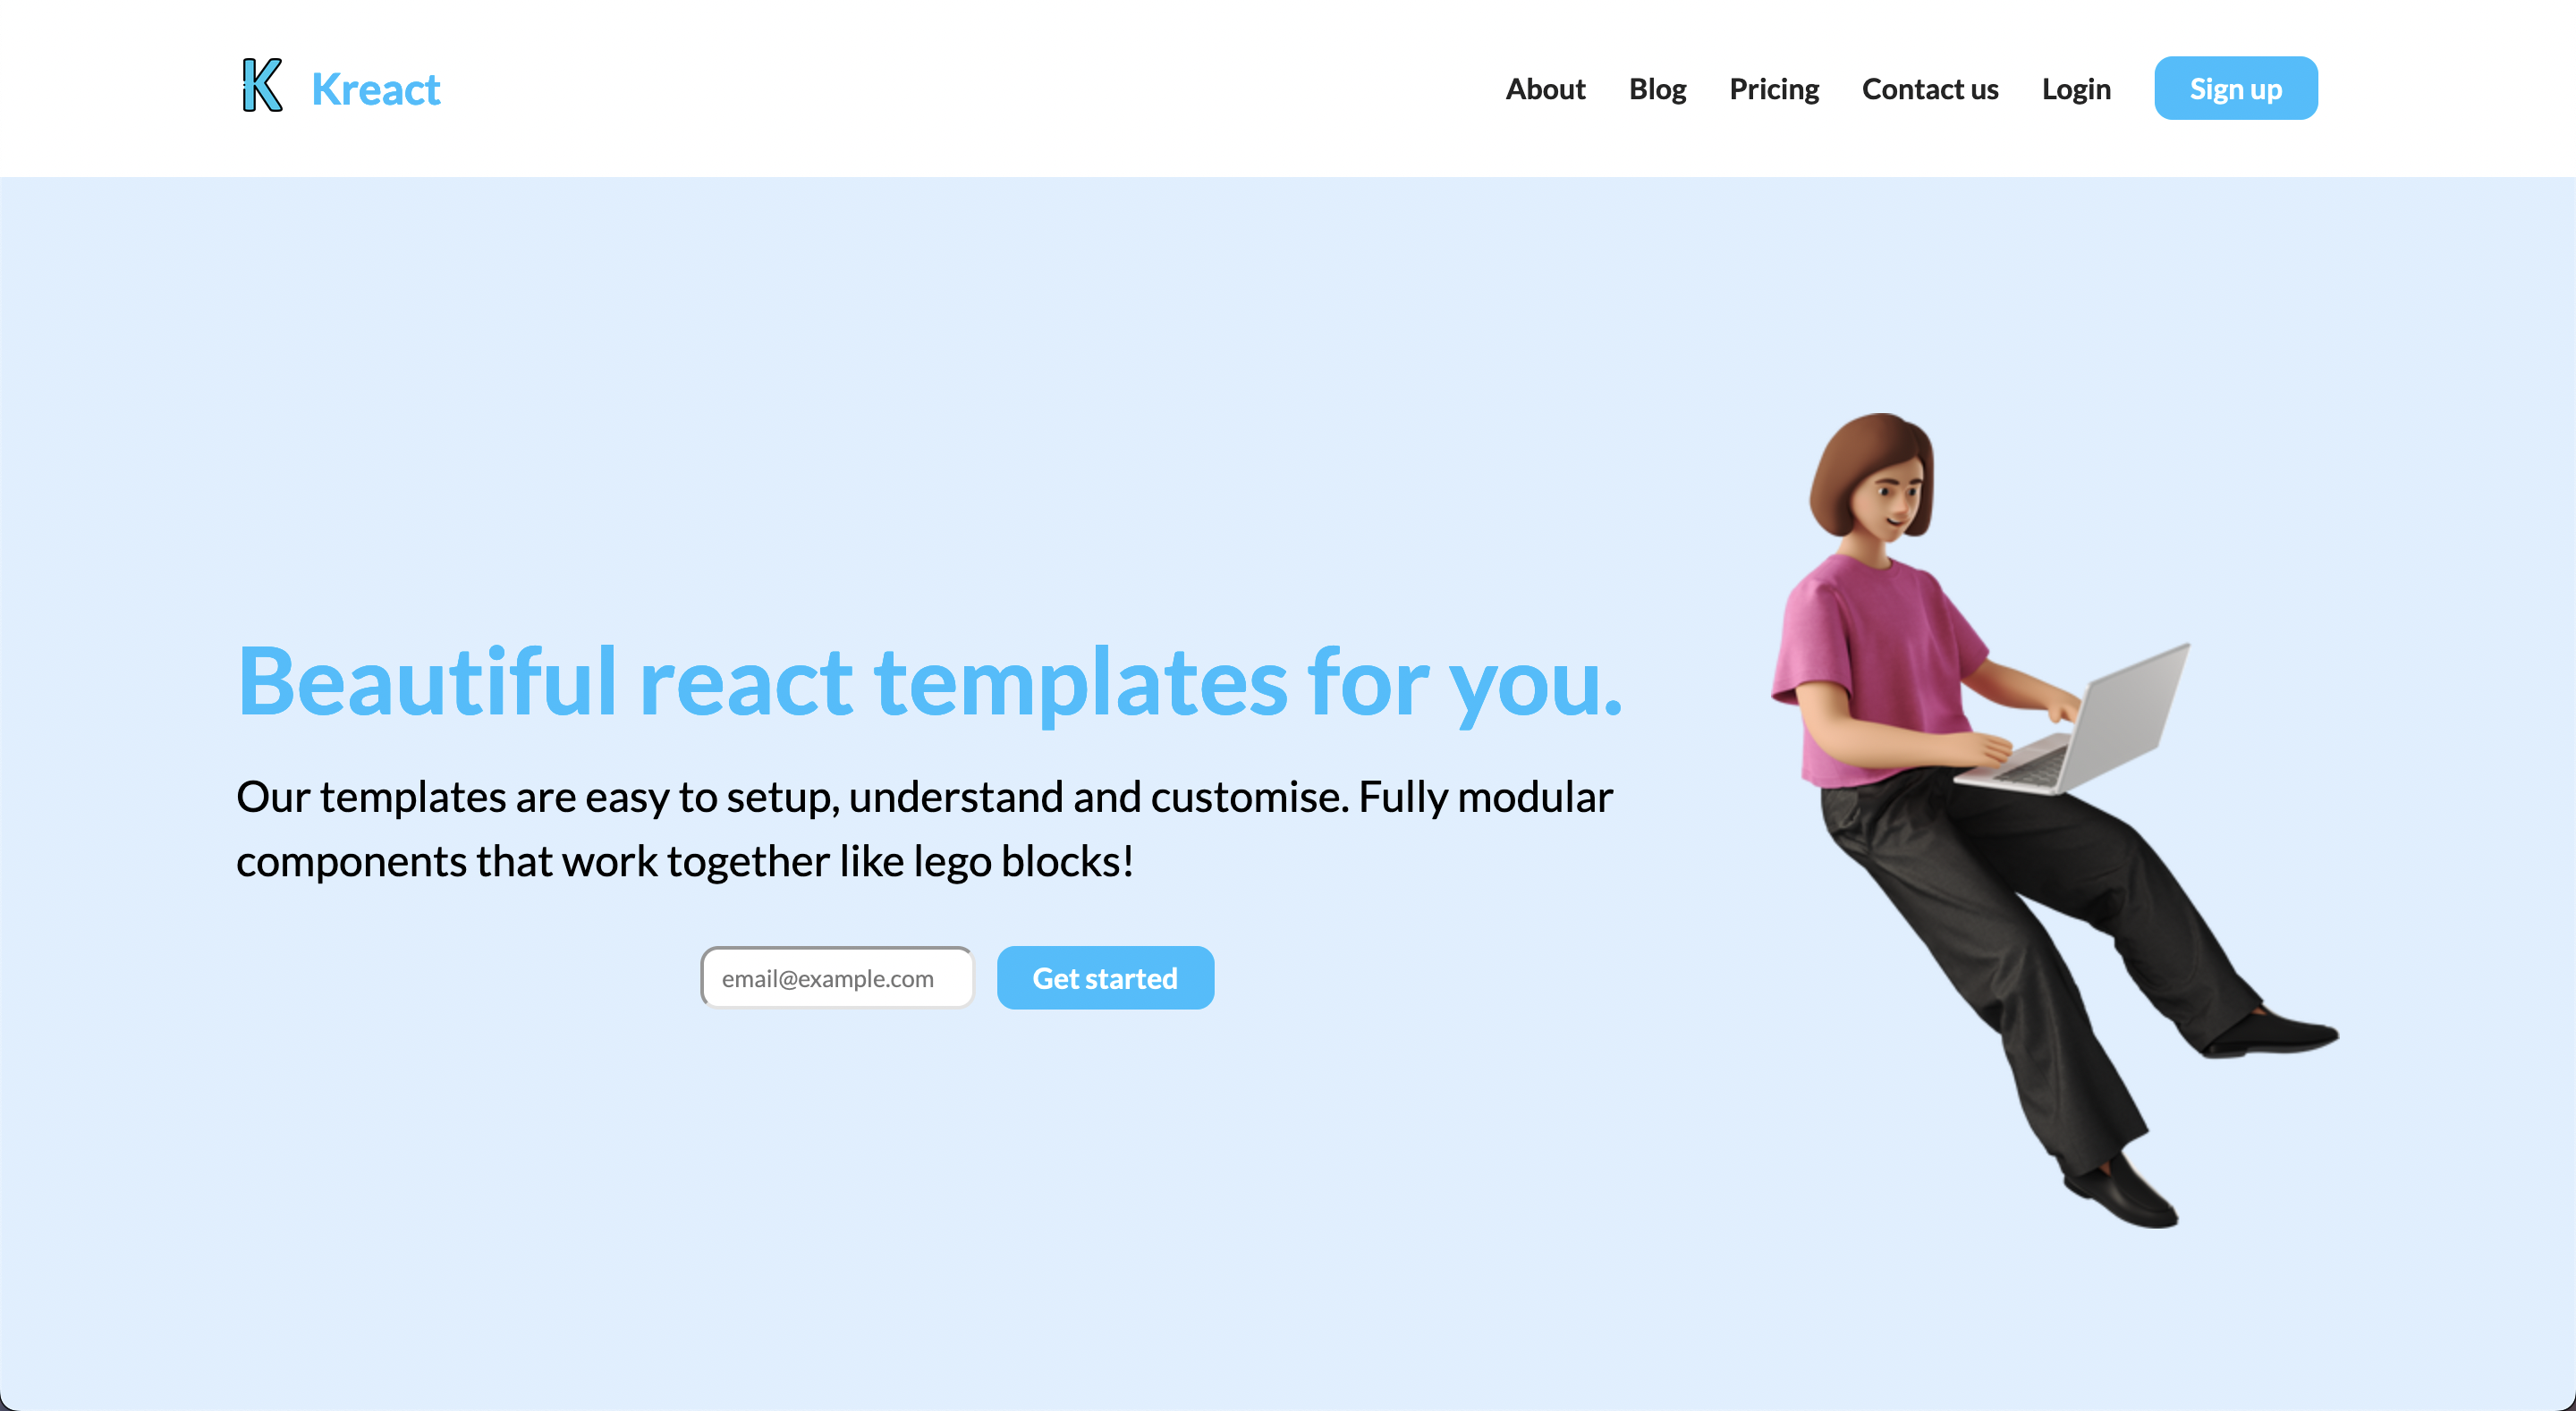 K Kreact
About Blog Pricing Contact us Login Sign up
Beautiful react templates for you.
Our templates are easy to setup, understand and customise. Fully modular
components that work together like lego blocks!
email@example.com Get started